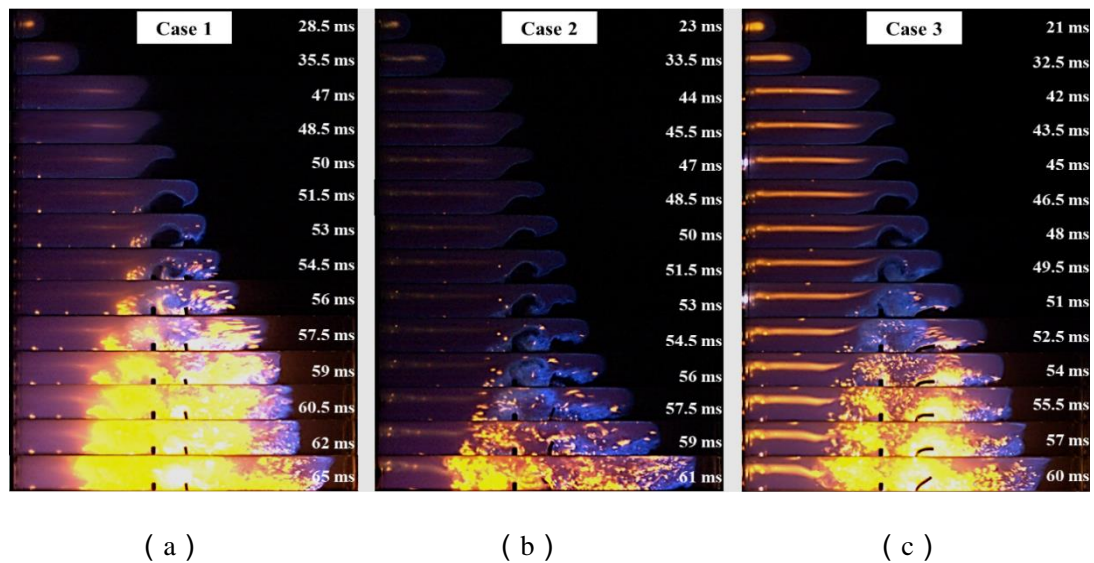 Case 1
28.5 ms
35.5 ms
47 ms
48.5 ms
50 ms
51.5 ms
53 ms
54.5 ms
56 ms
57.5 ms
59 ms
60.5 ms
62 ms
65 ms
Case 2
23 ms
33.5 ms
44 ms
45.5 ms
47 ms
48.5 ms
50 ms
51.5 ms
53 ms
54.5 ms
56 ms
57.5 ms
59 ms
61 ms
Case 3
21 ms
32.5 ms
42 ms
43.5 ms
45 ms
46.5 ms
48 ms
49.5 ms
51 ms
52.5 ms
54 ms
55.5 ms
57 ms
60 ms
( a )
( b )
( c )